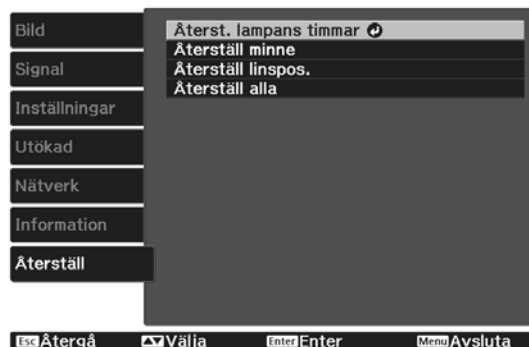 Bild
Signal
Inställningar
Utökad
Nätverk
Information
Återställ
Återst. lampans timmar
Återställ minne
Återställ linspos.
Återställ alla
Esc Återgå Välja Enter Enter Menu Avsluta